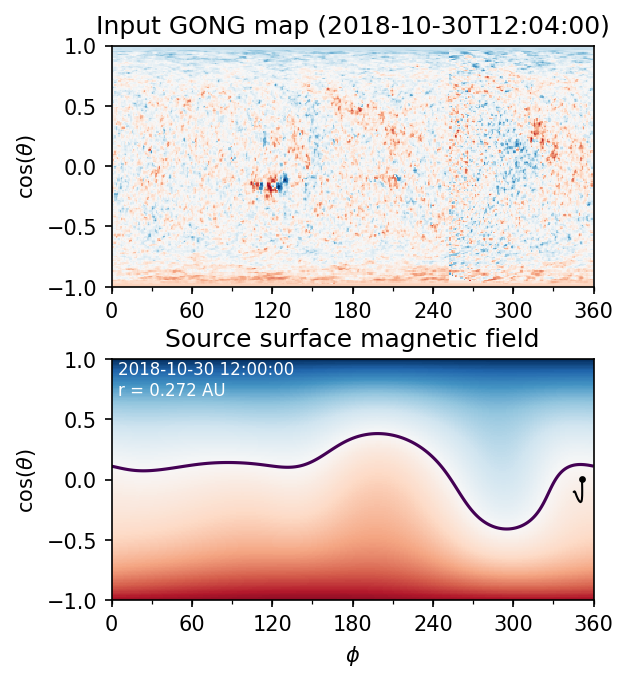 Input GONG map (2018-10-30T12:04:00)
1.0
0.5
0.0
−0.5
−1.0
cos(θ)
0 60 120 180 240 300 360
Source surface magnetic field
2018-10-30 12:00:00
r = 0.272 AU
1.0
0.5
0.0
−0.5
−1.0
cos(θ)
0 60 120 180 240 300 360
ϕ